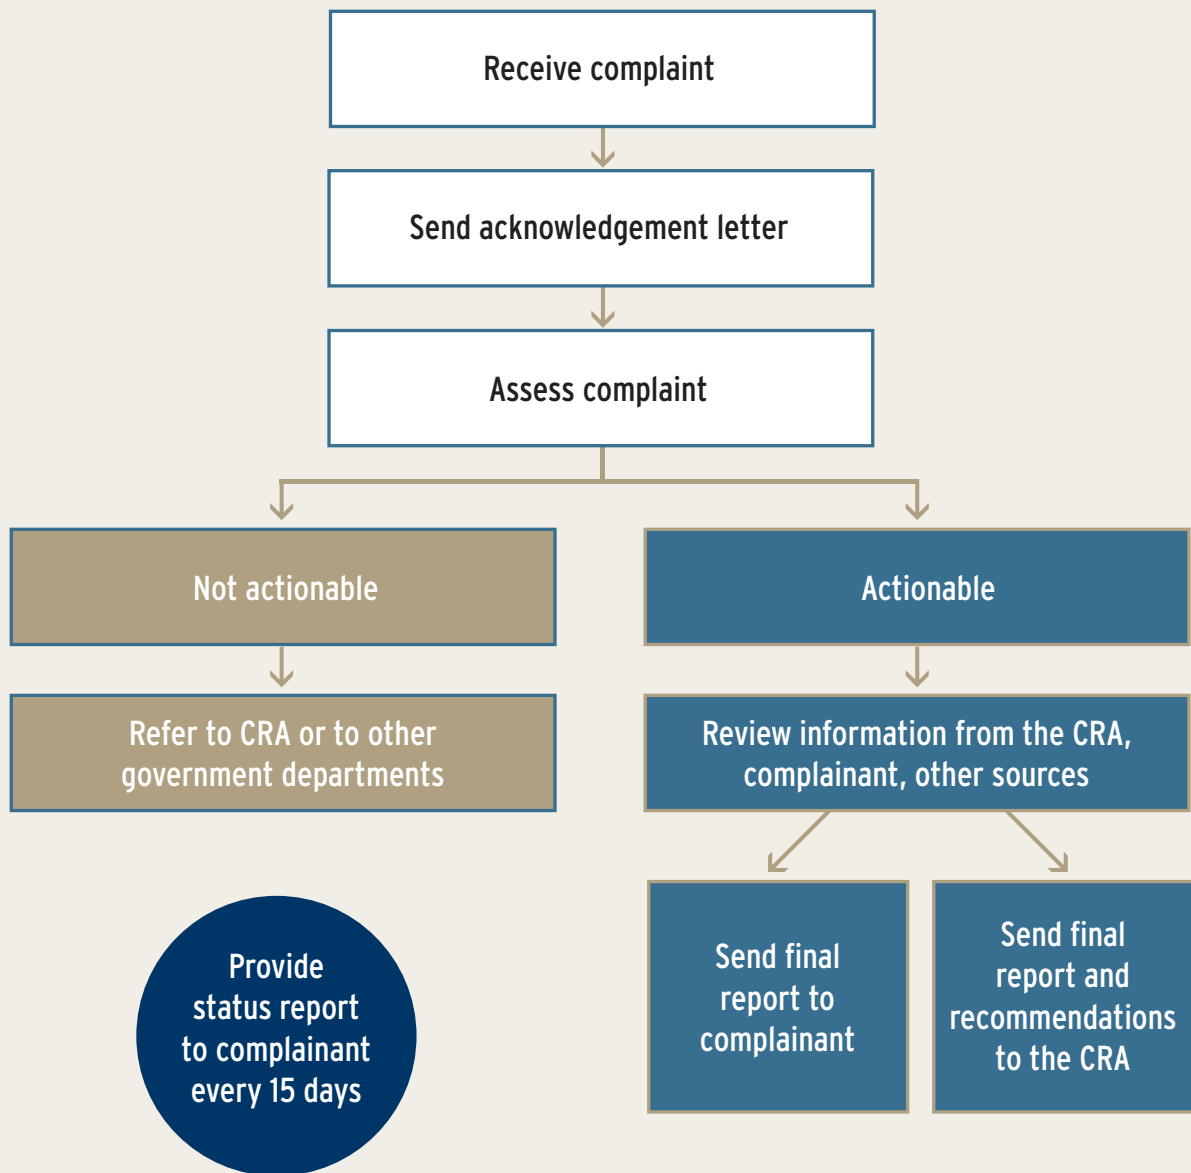 Receive complaint
Send acknowledgement letter
Assess complaint
Not actionable
Actionable
Refer to CRA or to other
government departments
Review information from the CRA,
complainant, other sources
Provide
status report
to complainant
every 15 days
Send final
report to
complainant
Send final
report and
recommendations
to the CRA